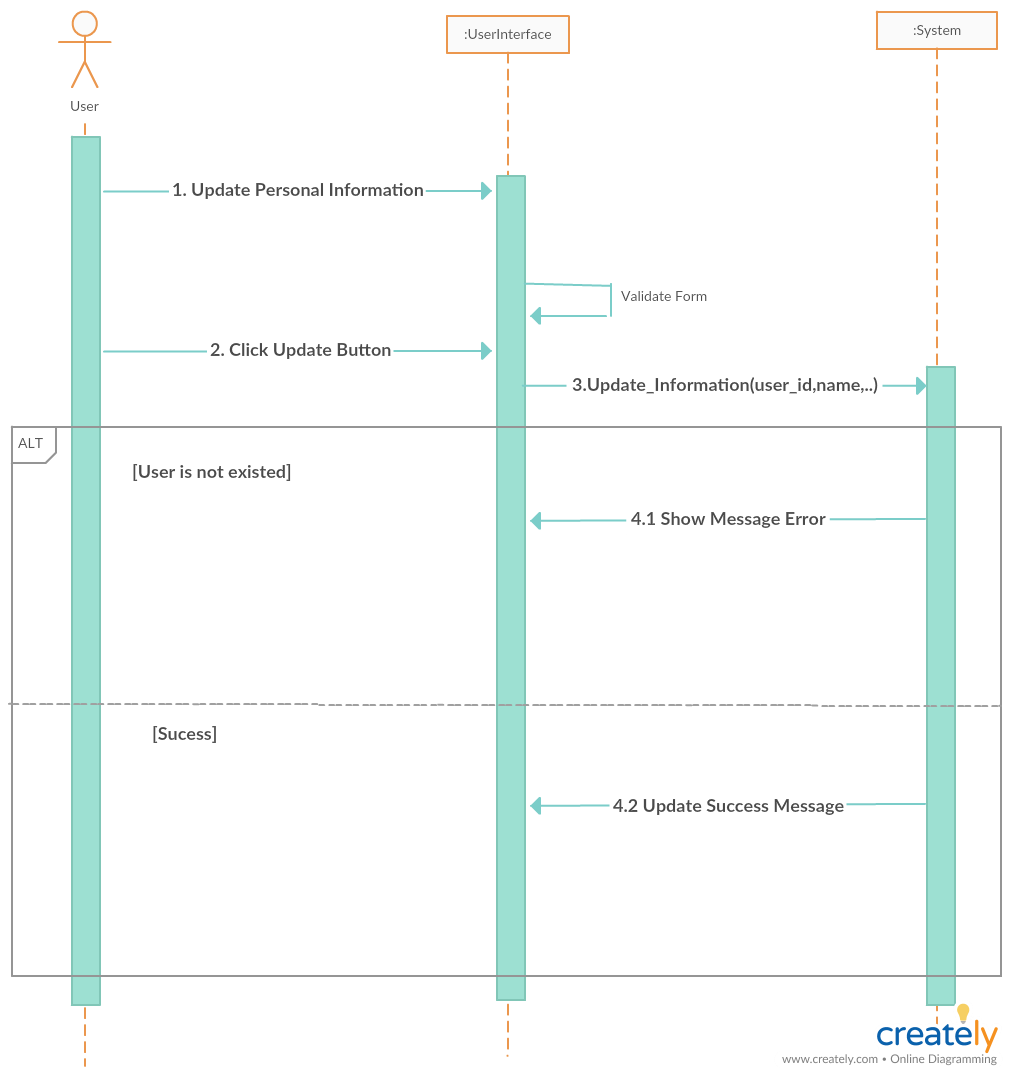 :UserInterface
:System
User
1. Update Personal Information
Validate Form
2. Click Update Button
3.Update_Information(user_id,name,..)
ALT
[User is not existed]
4.1 Show Message Error
[Sucess]
4.2 Update Success Message
creately
www.creately.com • Online Diagramming